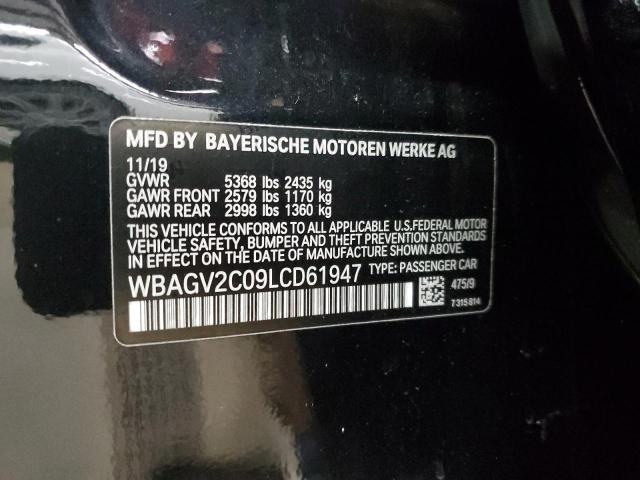 MFD BY BAYERISCHE MOTOREN WERKE AG
11/19
GVWR 5368 lbs 2435 kg
GAWR FRONT 2579 lbs 1170 kg
GAWR REAR 2998 lbs 1360 kg
THIS VEHICLE CONFORMS TO ALL APPLICABLE U.S.FEDERAL MOTOR
VEHICLE SAFETY, BUMPER AND THEFT PREVENTION STANDARDS
IN EFFECT ON THE DATE OF MANUFACTURE SHOWN ABOVE.
WBAGV2C09LCD61947 TYPE: PASSENGER CAR
475/9
7315814